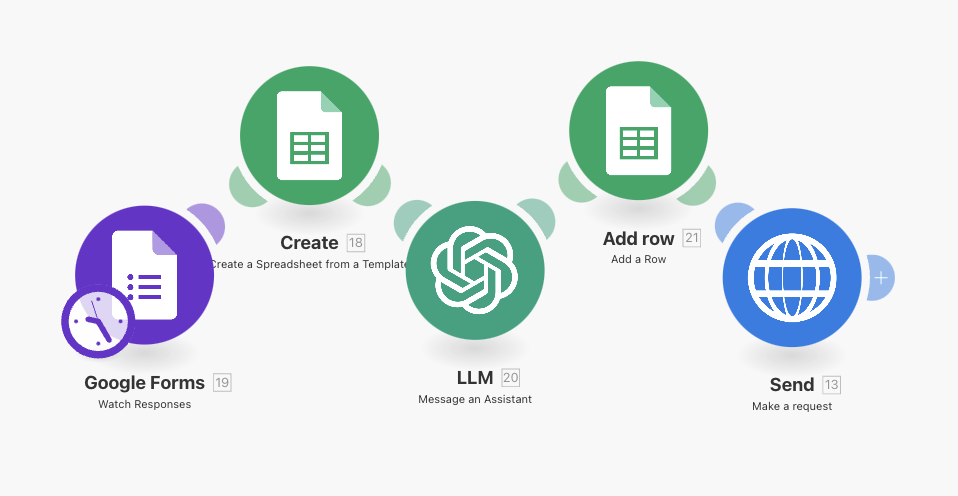 Create 18
Create a Spreadsheet from a Template
Add row 21
Add a Row
Google Forms 19
Watch Responses
LLM 20
Message an Assistant
Send 13
Make a request